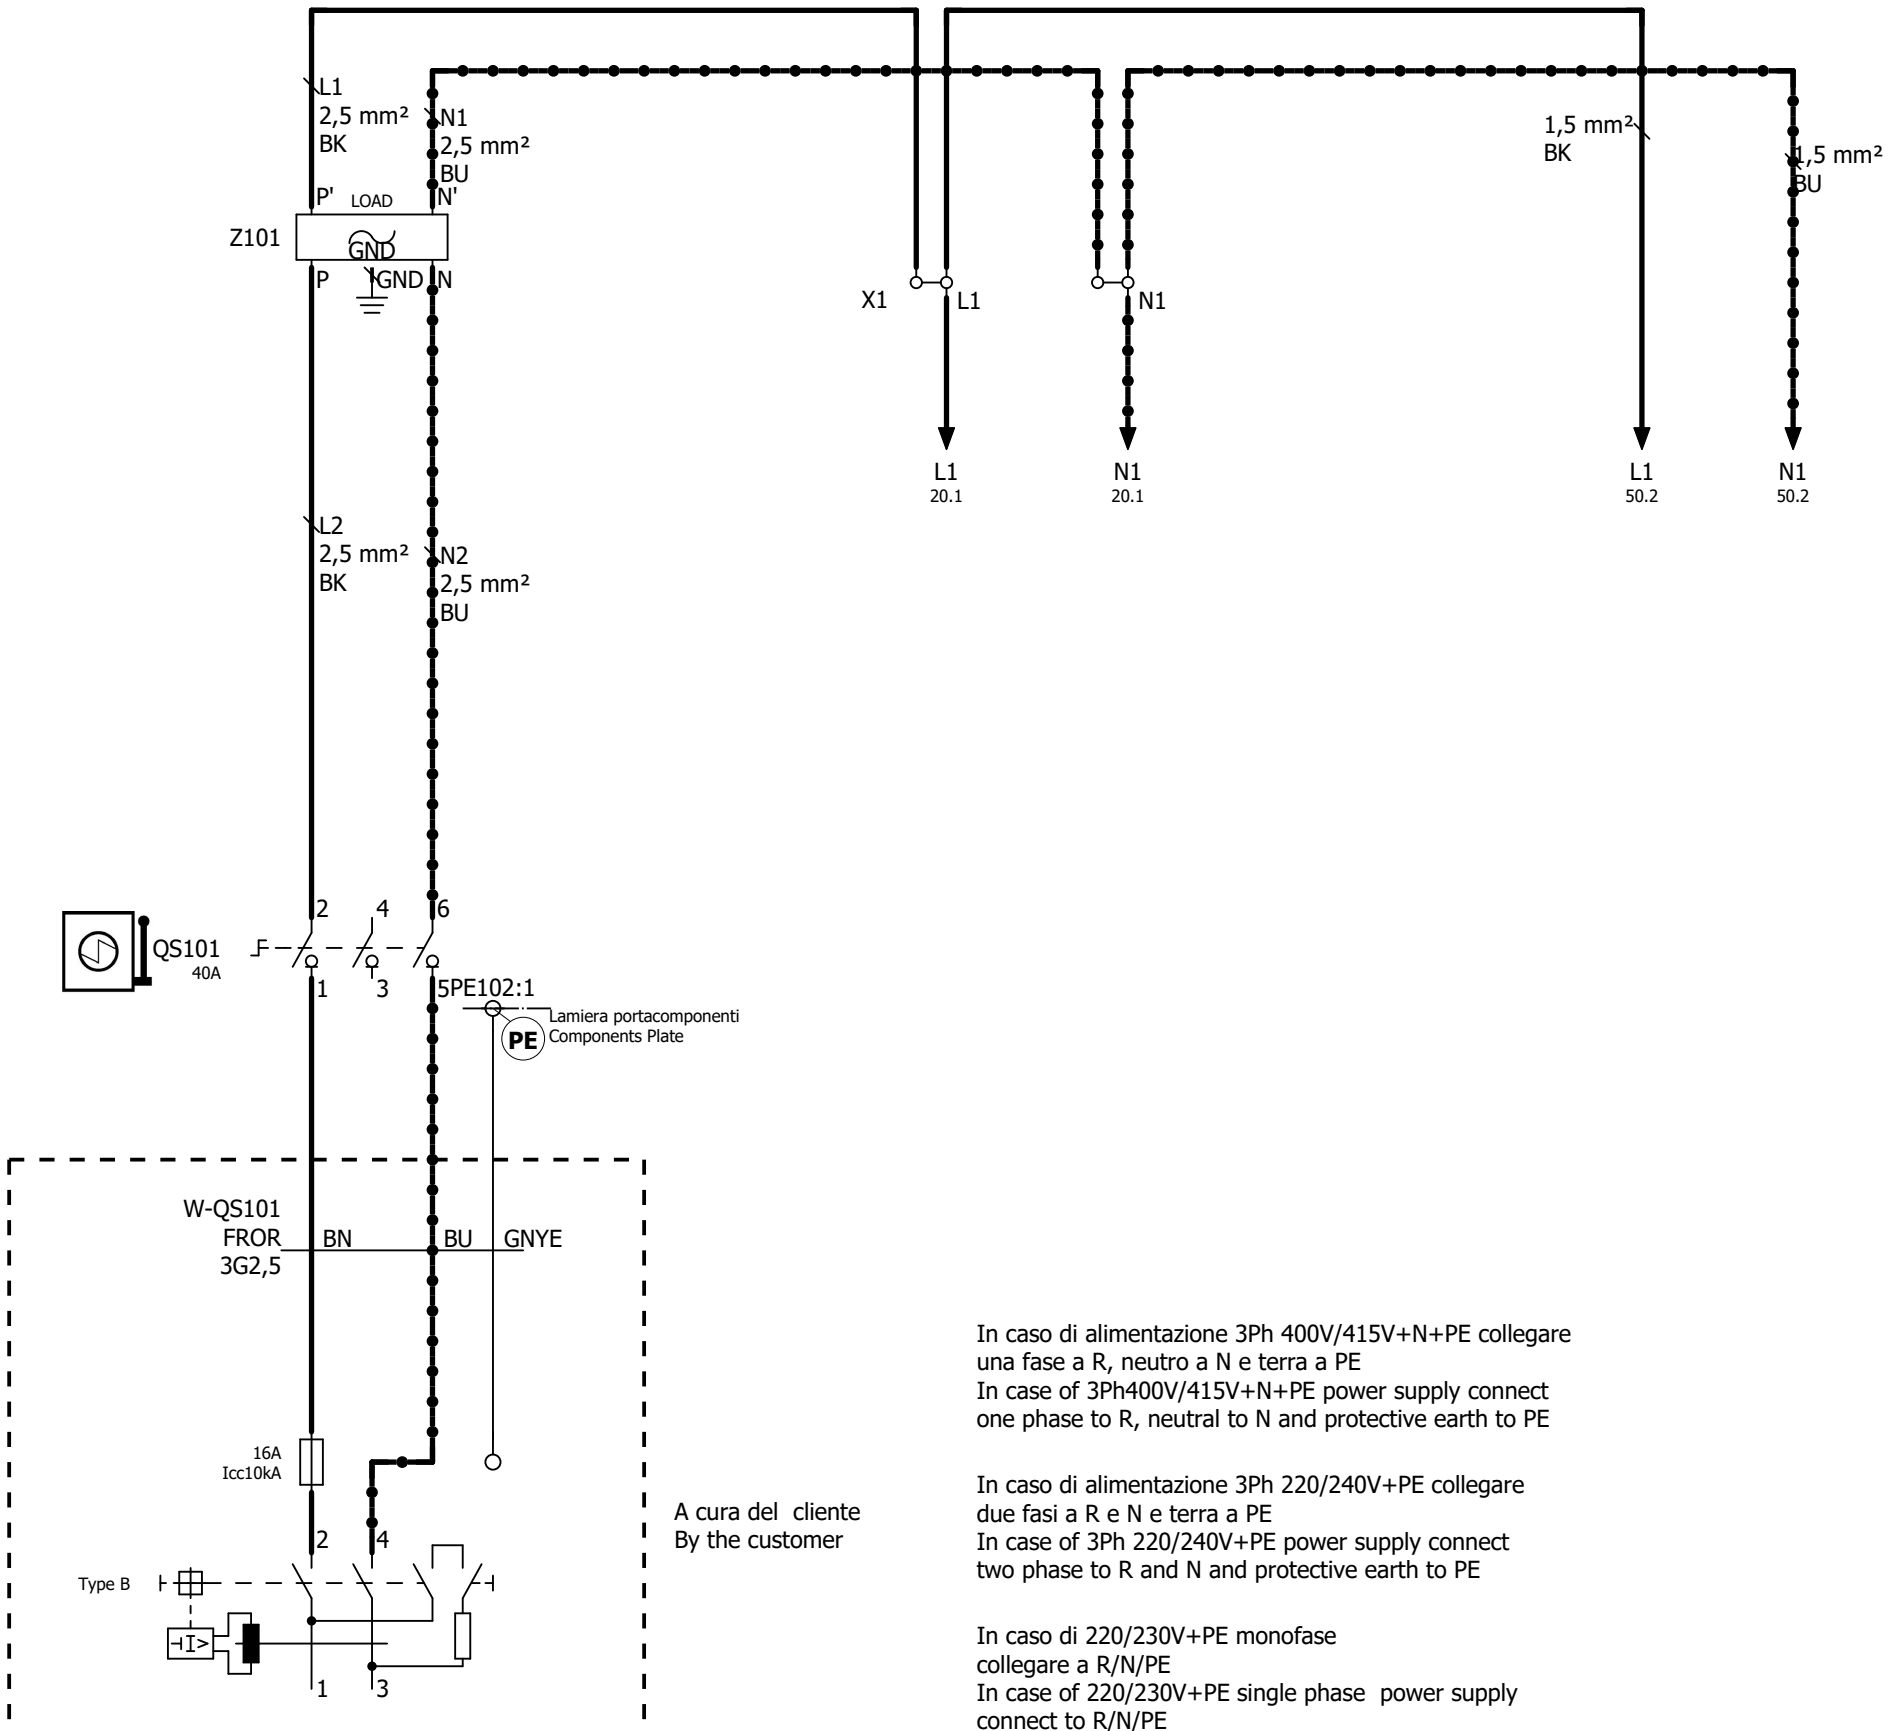 L1
2,5 mm²
BK
N1
2,5 mm²
BU
1,5 mm²
BK
1,5 mm²
BU
P'
LOAD
N'
Z101
GND
P
GND
N
X1
L1
N1
L1
20.1
N1
20.1
L1
50.2
N1
50.2
L2
2,5 mm²
BK
N2
2,5 mm²
BU
2
4
6
QS101
40A
1
3
5
PE102:1
Lamiera portacomponenti
PE
Components Plate
W-QS101
FROR
3G2,5
BN
BU
GNYE
16A
Icc10kA
A cura del cliente
By the customer
2
4
Type B
I>
1
3
In caso di alimentazione 3Ph 400V/415V+N+PE collegare
una fase a R, neutro a N e terra a PE
In case of 3Ph400V/415V+N+PE power supply connect
one phase to R, neutral to N and protective earth to PE
In caso di alimentazione 3Ph 220/240V+PE collegare
due fasi a R e N e terra a PE
In case of 3Ph 220/240V+PE power supply connect
two phase to R and N and protective earth to PE
In caso di 220/230V+PE monofase
collegare a R/N/PE
In case of 220/230V+PE single phase power supply
connect to R/N/PE